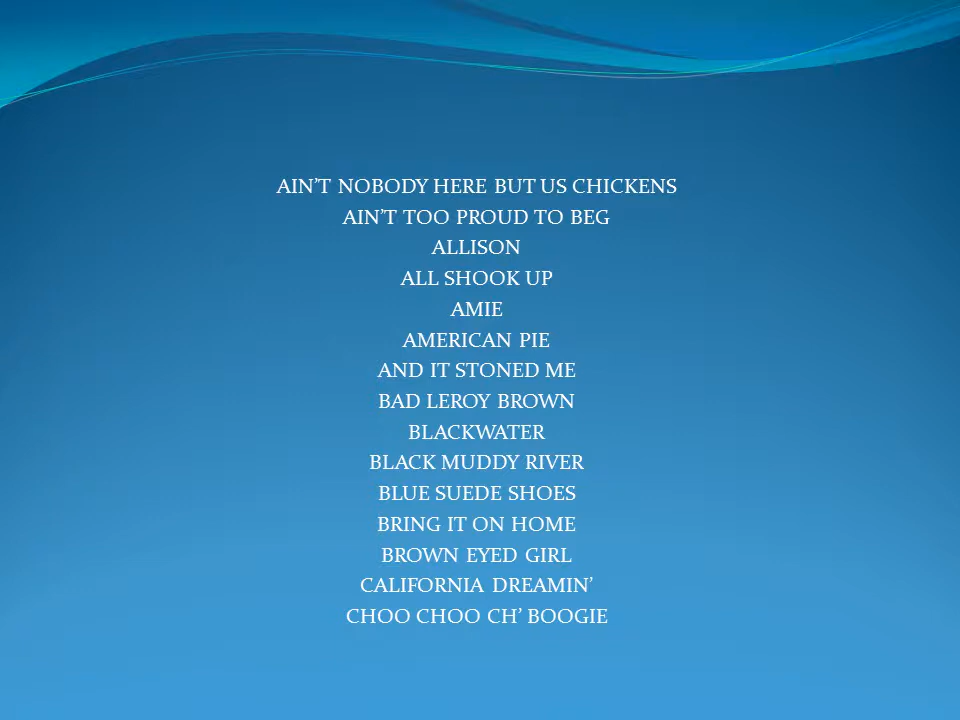 AIN’T NOBODY HERE BUT US CHICKENS
AIN’T TOO PROUD TO BEG
ALLISON
ALL SHOOK UP
AMIE
AMERICAN PIE
AND IT STONED ME
BAD LEROY BROWN
BLACKWATER
BLACK MUDDY RIVER
BLUE SUEDE SHOES
BRING IT ON HOME
BROWN EYED GIRL
CALIFORNIA DREAMIN’
CHOO CHOO CH’ BOOGIE